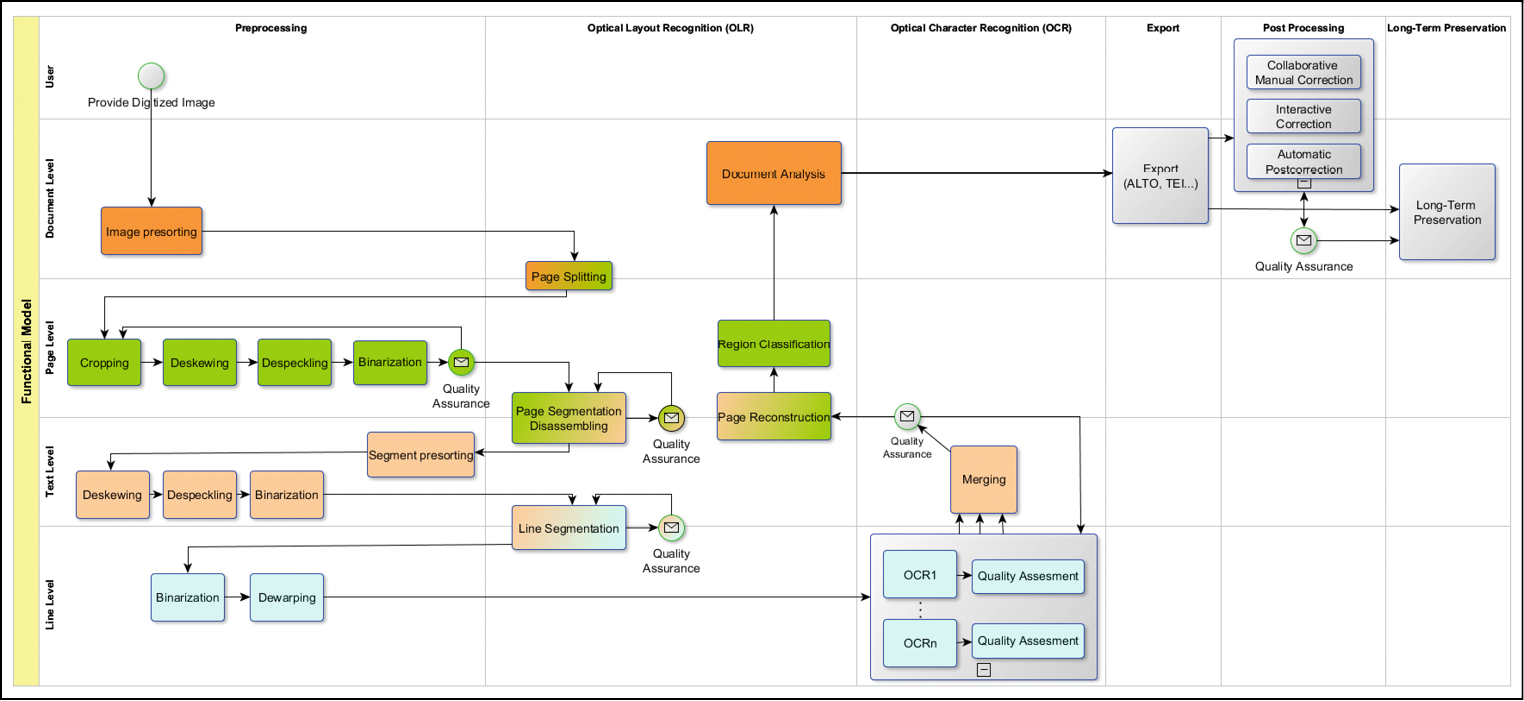 Preprocessing
Optical Layout Recognition (OLR)
Optical Character Recognition (OCR)
Export
Post Processing
Long-Term Preservation
Functional Model
User
Provide Digitized Image
Collaborative
Manual Correction
Interactive
Correction
Automatic
Postcorrection
Quality Assurance
Document Level
Image presorting
Page Splitting
Document Analysis
Export
(ALTO, TEI...)
Long-Term
Preservation
Page Level
Cropping
Deskewing
Despeckling
Binarization
Quality
Assurance
Page Segmentation
Disassembling
Quality
Assurance
Region Classification
Page Reconstruction
Quality
Assurance
Text Level
Segment presorting
Deskewing
Despeckling
Binarization
Line Segmentation
Quality
Assurance
Merging
Line Level
Binarization
Dewarping
OCR1
Quality Assesment
OCRn
Quality Assesment